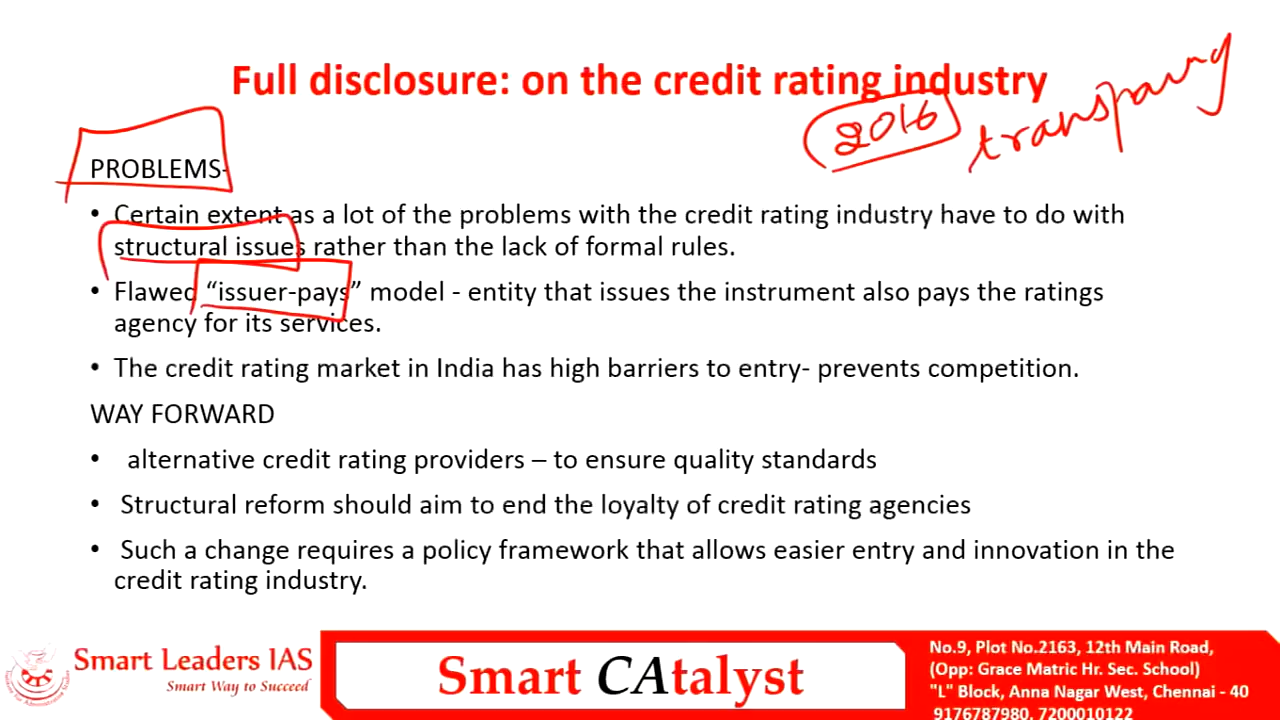 Full disclosure: on the credit rating industry
2016
PROBLEMS-
• Certain extent as a lot of the problems with the credit rating industry have to do with
structural issues rather than the lack of formal rules.
• Flawed “issuer-pays” model - entity that issues the instrument also pays the ratings
agency for its services.
• The credit rating market in India has high barriers to entry- prevents competition.
WAY FORWARD
• alternative credit rating providers – to ensure quality standards
• Structural reform should aim to end the loyalty of credit rating agencies
• Such a change requires a policy framework that allows easier entry and innovation in the
credit rating industry.
Smart Leaders IAS
Smart Way to Succeed
Smart CAtalyst
No.9, Plot No.2163, 12th Main Road,
(Opp: Grace Matric Hr. Sec. School)
"L" Block, Anna Nagar West, Chennai - 40
9176787980, 7200010122